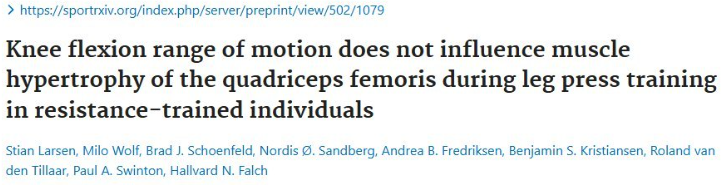 > https://sportrxiv.org/index.php/server/preprint/view/502/1079
Knee flexion range of motion does not influence muscle
hypertrophy of the quadriceps femoris during leg press training
in resistance-trained individuals
Stian Larsen, Milo Wolf, Brad J. Schoenfeld, Nordis Ø. Sandberg, Andrea B. Fredriksen, Benjamin S. Kristiansen, Roland van
den Tillaar, Paul A. Swinton, Hallvard N. Falch